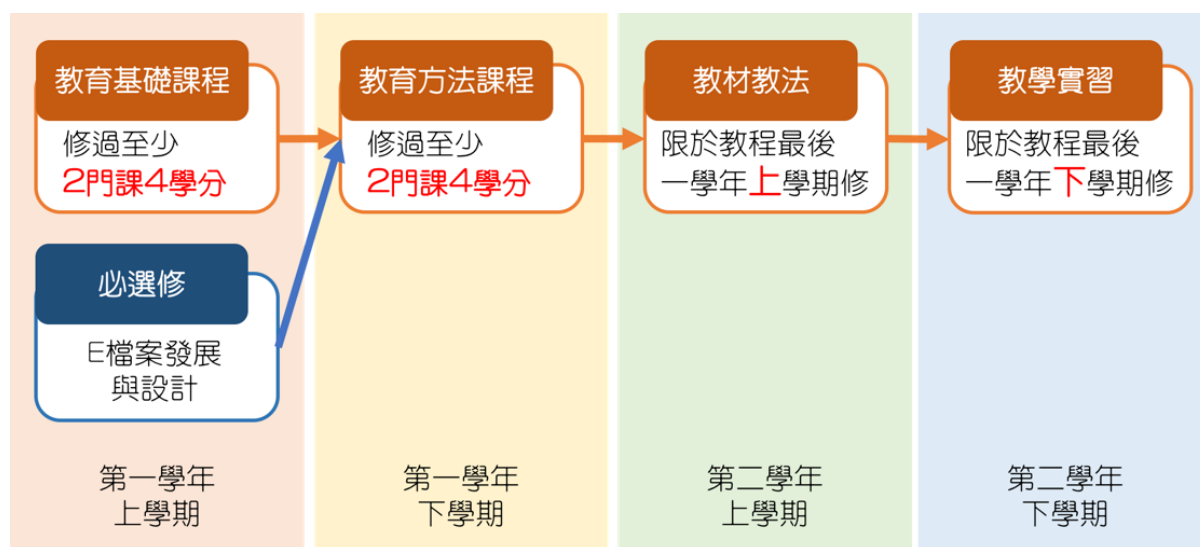 教育基礎課程
修過至少
2門課4學分
必選修
E檔案發展
與設計
第一學年
上學期
教育方法課程
修過至少
2門課4學分
第一學年
下學期
教材教法
限於教程最後
一學年上學期修
第二學年
上學期
教學實習
限於教程最後
一學年下學期修
第二學年
下學期